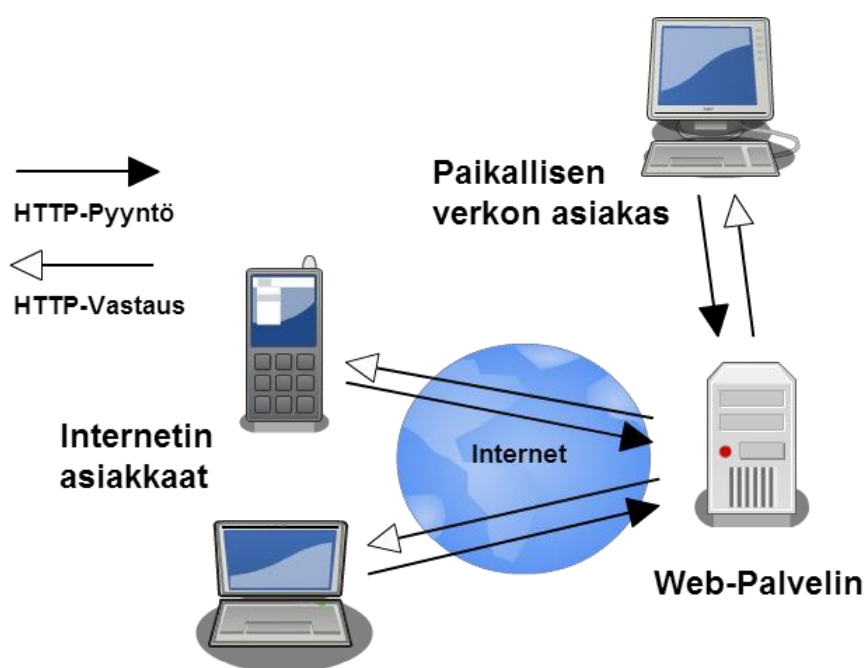 Paikallisen
verkon asiakas
HTTP-Pyyntö
HTTP-Vastaus
Internetin
asiakkaat
Internet
Web-Palvelin